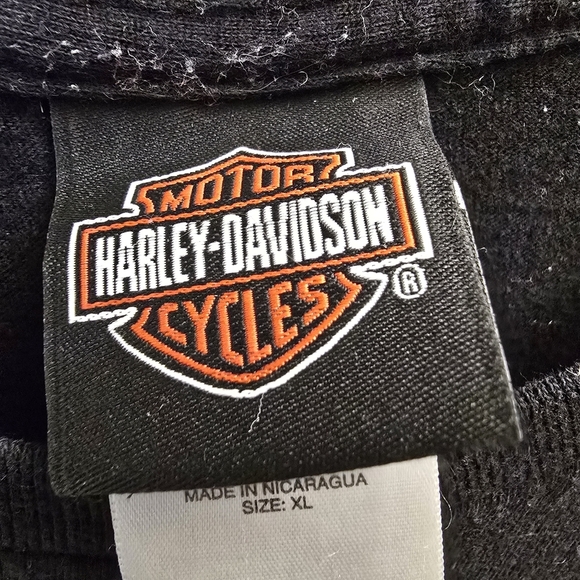 MOTOR
HARLEY-DAVIDSON
CYCLES
®
MADE IN NICARAGUA
SIZE: XL